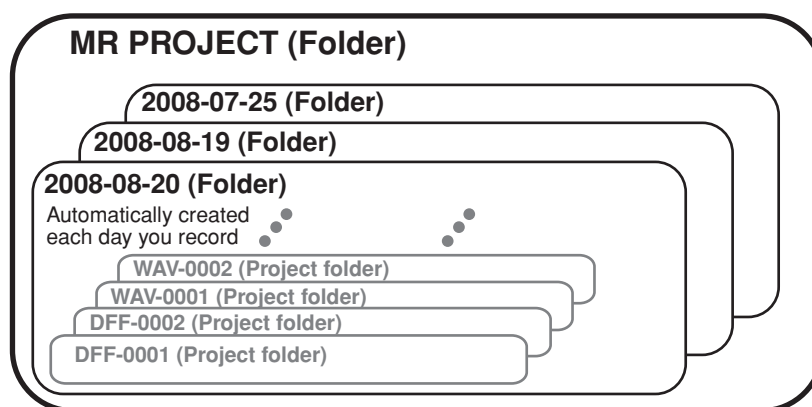 MR PROJECT (Folder)
2008-07-25 (Folder)
2008-08-19 (Folder)
2008-08-20 (Folder)
Automatically created
each day you record
WAV-0002 (Project folder)
WAV-0001 (Project folder)
DFF-0002 (Project folder)
DFF-0001 (Project folder)